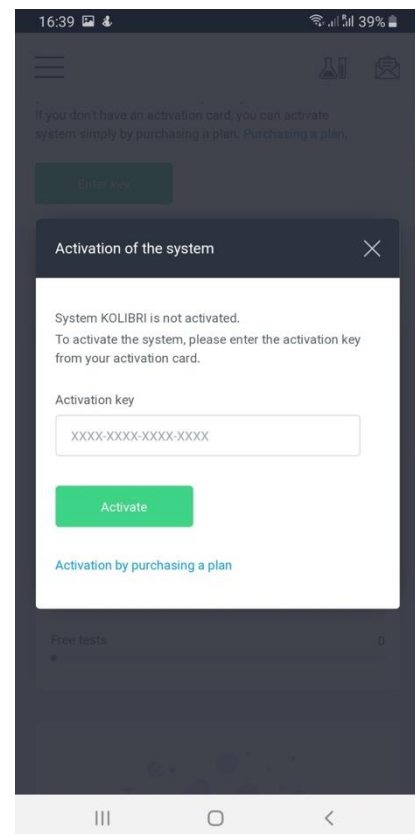 16:39
39%
If you don't have an activation card, you can activate
system simply by purchasing a plan. Purchasing a plan.
Enter key
Activation of the system
System KOLIBRI is not activated.
To activate the system, please enter the activation key
from your activation card.
Activation key
XXXX-XXXX-XXXX-XXXX
Activate
Activation by purchasing a plan
Free tests 0